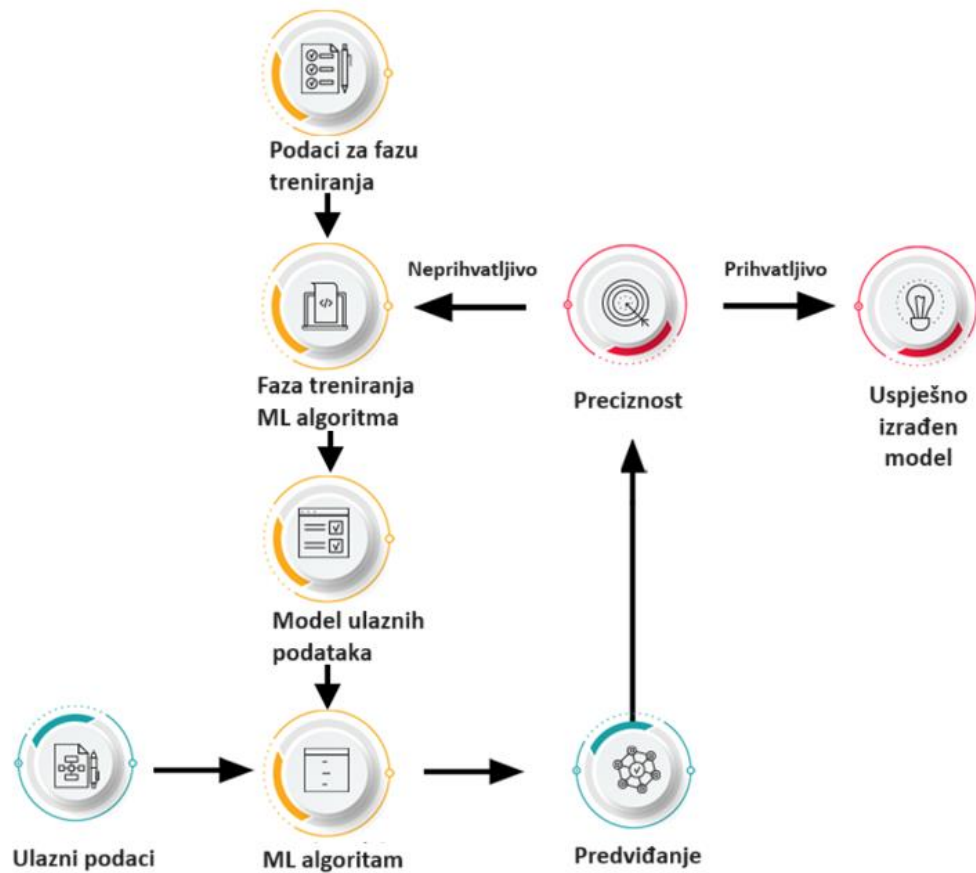 Podaci za fazu
treniranja
Neprihvatljivo
Prihvatljivo
Faza treniranja
ML algoritma
Preciznost
Uspješno
izrađen
model
Model ulaznih
podataka
Ulazni podaci
ML algoritam
Predviđanje